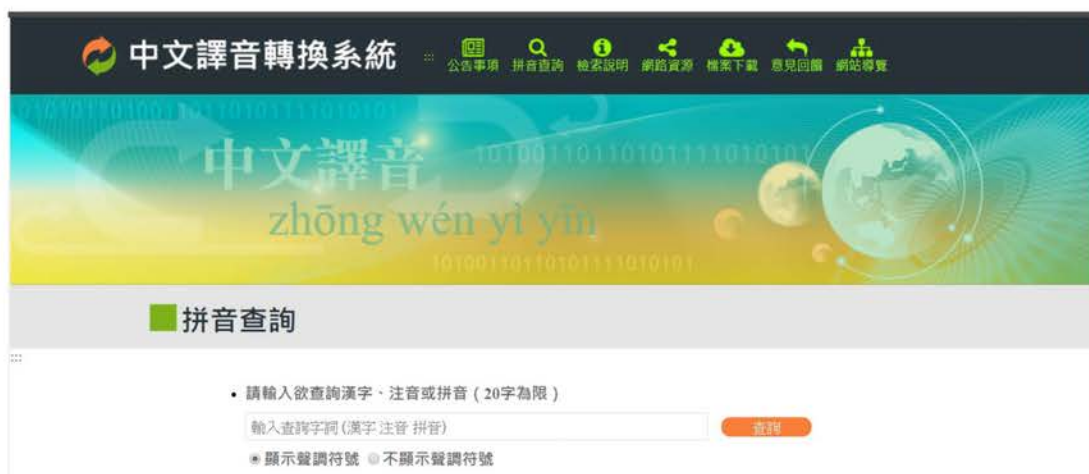 中文譯音轉換系統
:::
公告事項 拼音查詢 檢索說明 網路資源 檔案下載 意見回饋 網站導覽
0101011010011011010111101010
中文譯音
1010011011010111101010
zhōng wén yì yīn
1010011011010111101010
拼音查詢
:::
• 請輸入欲查詢漢字、注音或拼音(20字為限)
輸入查詢字詞(漢字 注音 拼音)
查詢
顯示聲調符號 不顯示聲調符號